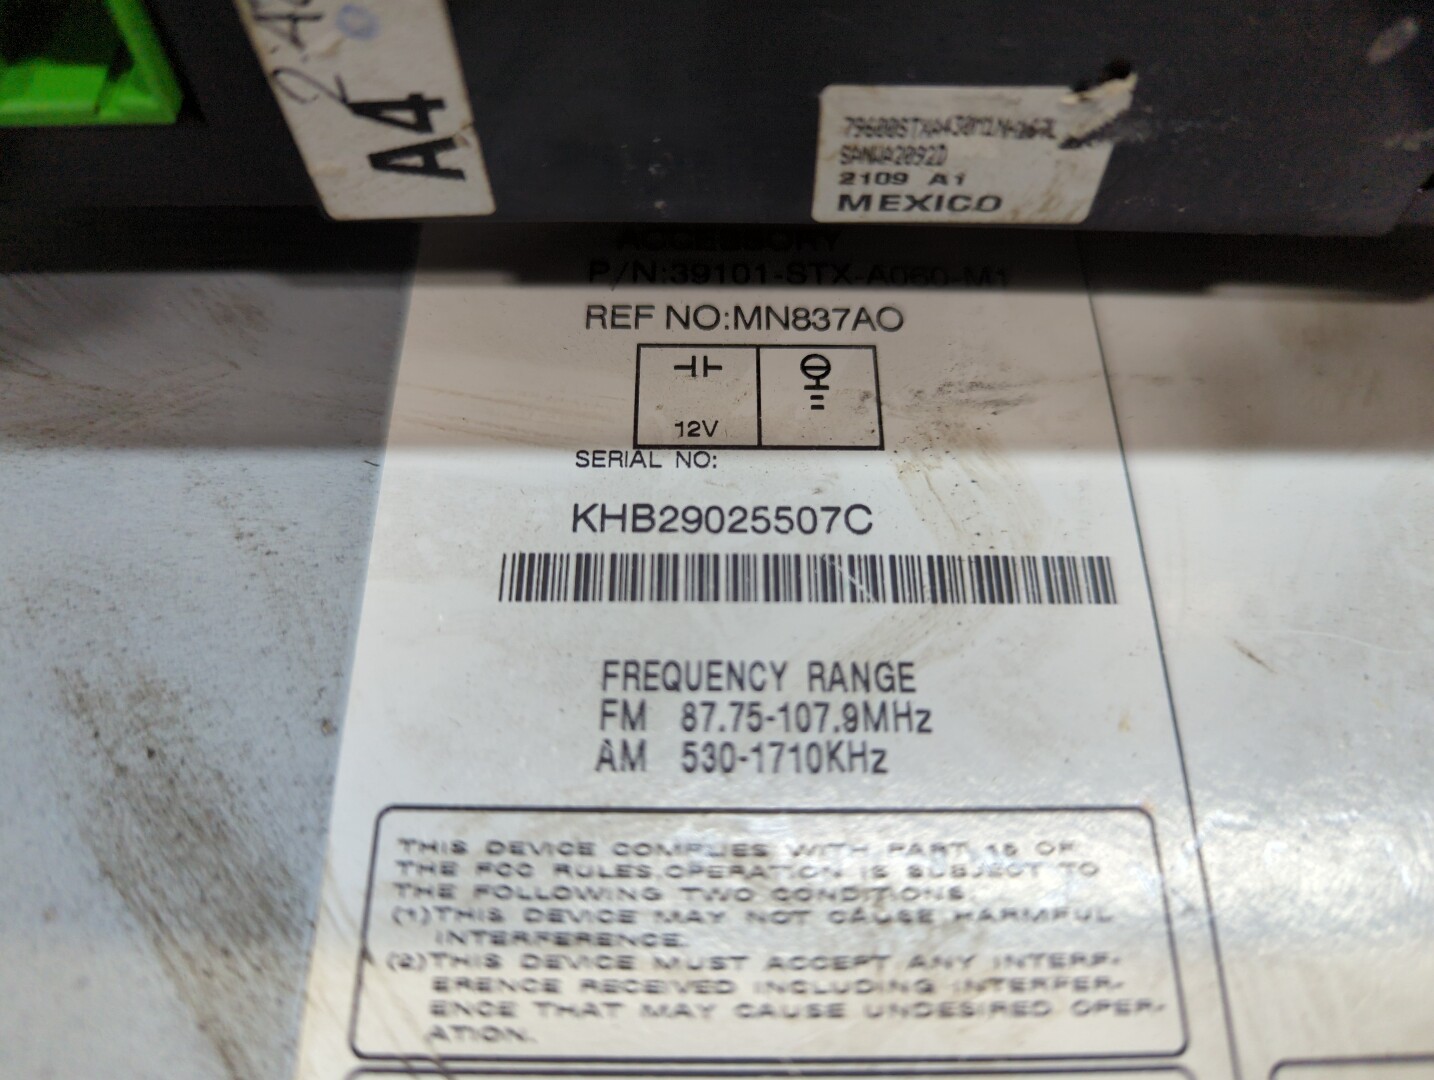 A4
SANWA2092D
2109 A1
MEXICO
ACCESSORY
P/N:39101-STX-A060-M1
REF NO:MN837A0
12V
SERIAL NO:
KHB29025507C
FREQUENCY RANGE
FM 87.75-107.9MHz
AM 530-1710KHz
THIS DEVICE COMPLIES WITH PART 15 OF
THE FCC RULES.OPERATION IS SUBJECT TO
THE FOLLOWING TWO CONDITIONS.
(1)THIS DEVICE MAY NOT CAUSE HARMFUL
INTERFERENCE.
(2)THIS DEVICE MUST ACCEPT ANY INTERF-
ERENCE RECEIVED INCLUDING INTERFER-
ENCE THAT MAY CAUSE UNDESIRED OPER-
ATION.